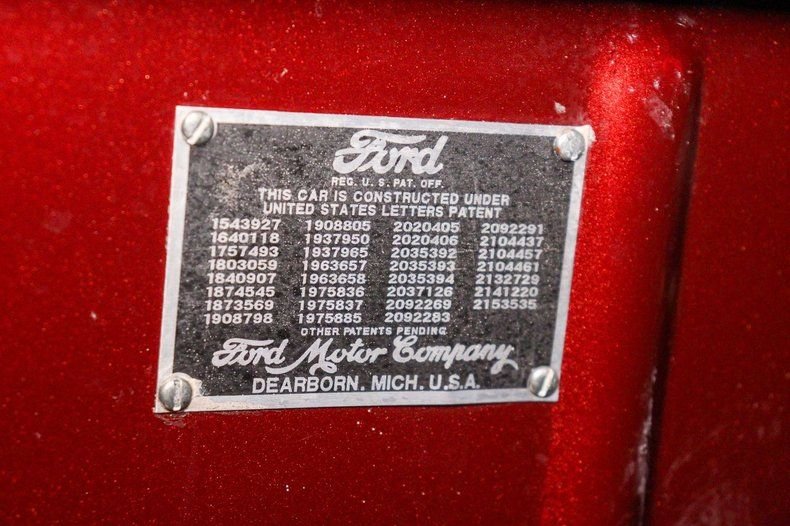 Ford
REG. U. S. PAT. OFF.
THIS CAR IS CONSTRUCTED UNDER
UNITED STATES LETTERS PATENT
1543927 1908805 2020405 2092291
1640118 1937950 2020406 2104437
1757493 1937965 2035392 2104457
1803059 1963657 2035393 2104461
1840907 1963658 2035394 2132729
1874545 1975836 2037126 2141220
1873569 1975837 2092269 2153535
1908798 1975885 2092283
OTHER PATENTS PENDING
Ford Motor Company
DEARBORN. MICH. U.S.A.